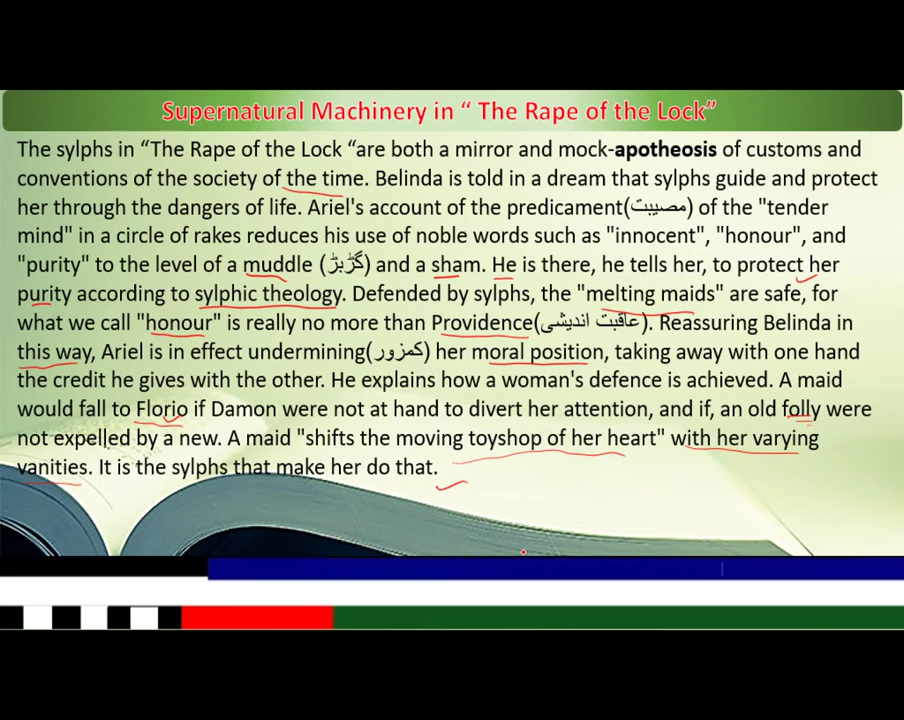 Supernatural Machinery in “ The Rape of the Lock”
The sylphs in “The Rape of the Lock “are both a mirror and mock-apotheosis of customs and
conventions of the society of the time. Belinda is told in a dream that sylphs guide and protect
her through the dangers of life. Ariel's account of the predicament(مصیبت) of the "tender
mind" in a circle of rakes reduces his use of noble words such as "innocent", "honour", and
"purity" to the level of a muddle (گڑبڑ) and a sham. He is there, he tells her, to protect her
purity according to sylphic theology. Defended by sylphs, the "melting maids" are safe, for
what we call "honour" is really no more than Providence(عاقبت اندیشی). Reassuring Belinda in
this way, Ariel is in effect undermining(کمزور) her moral position, taking away with one hand
the credit he gives with the other. He explains how a woman's defence is achieved. A maid
would fall to Florio if Damon were not at hand to divert her attention, and if, an old folly were
not expelled by a new. A maid "shifts the moving toyshop of her heart" with her varying
vanities. It is the sylphs that make her do that.